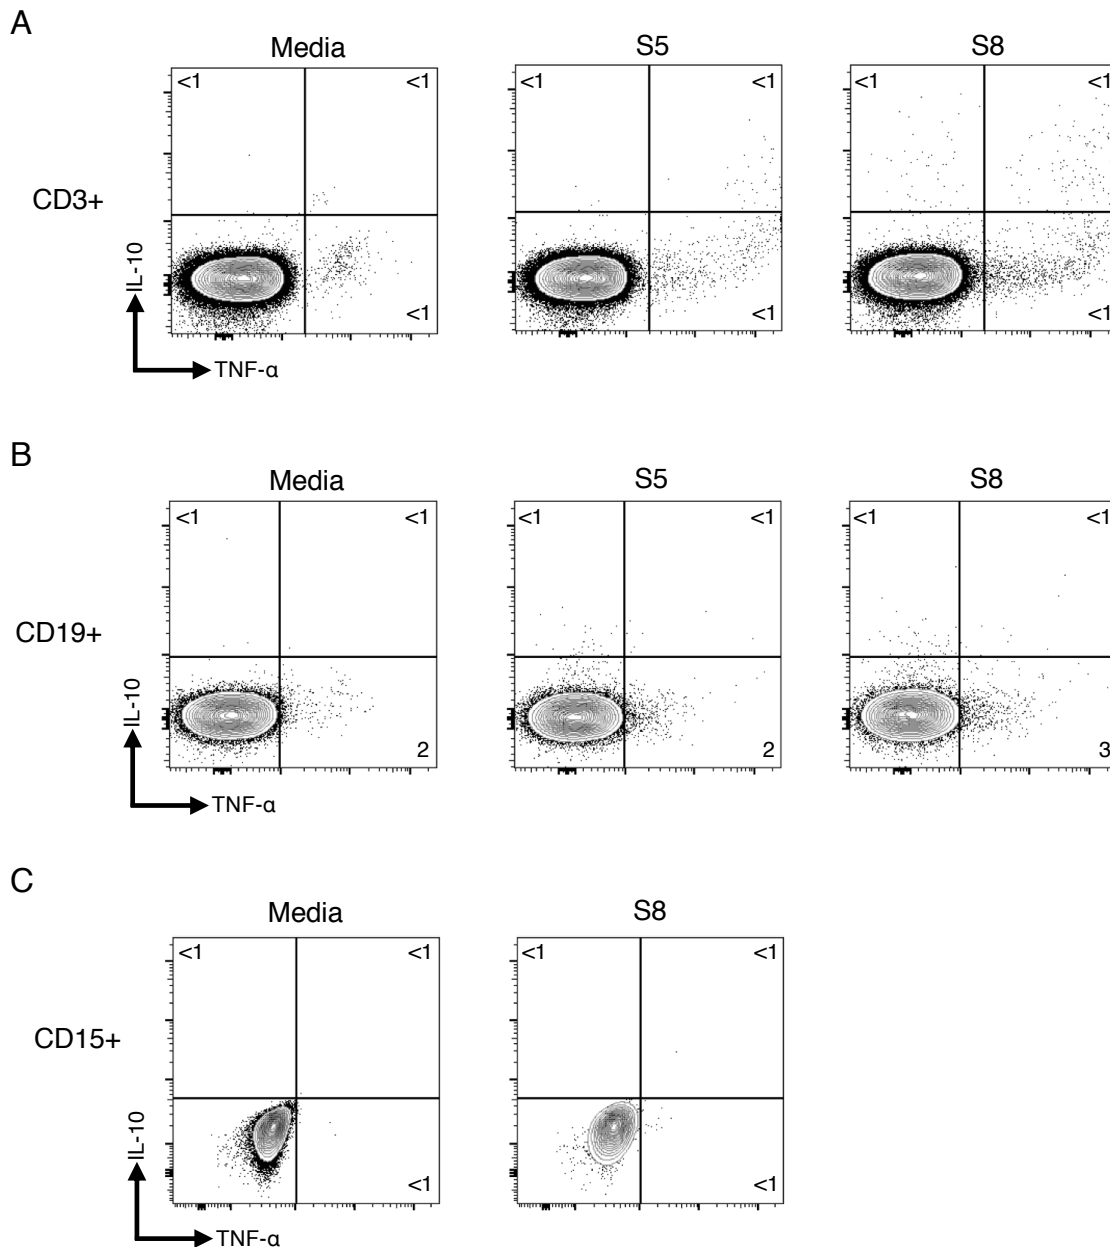 A
Media S5 S8
<1 <1 <1 <1 <1 <1
CD3+
IL-10
<1 <1 <1
TNF-α
B
Media S5 S8
<1 <1 <1 <1 <1 <1
CD19+
IL-10
2 2 3
TNF-α
C
Media S8
<1 <1 <1 <1
CD15+
IL-10
<1 <1
TNF-α